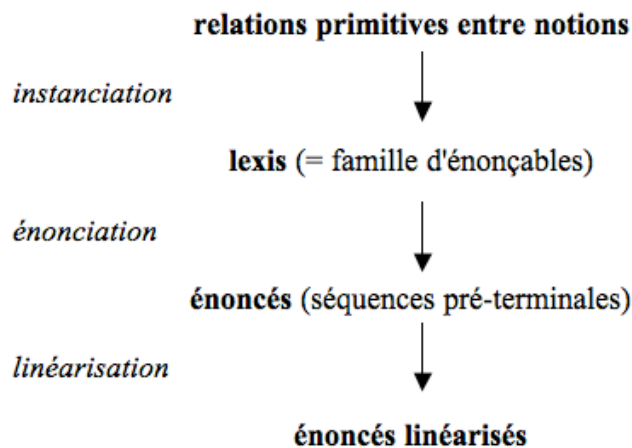 relations primitives entre notions
instanciation
lexis (= famille d'énonçables)
énonciation
énoncés (séquences pré-terminales)
linéarisation
énoncés linéarisés